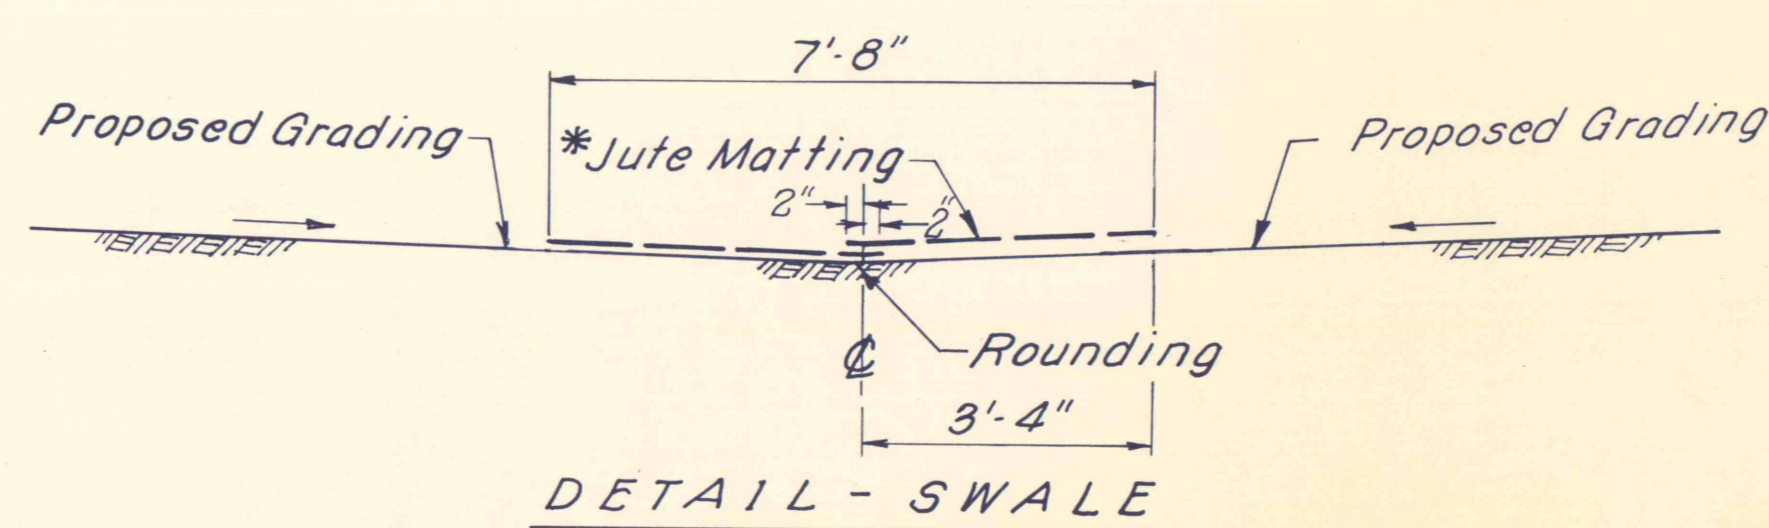 7'-8"
Proposed Grading
*Jute Matting
Proposed Grading
2"
2"
℄
Rounding
3'-4"
DETAIL - SWALE